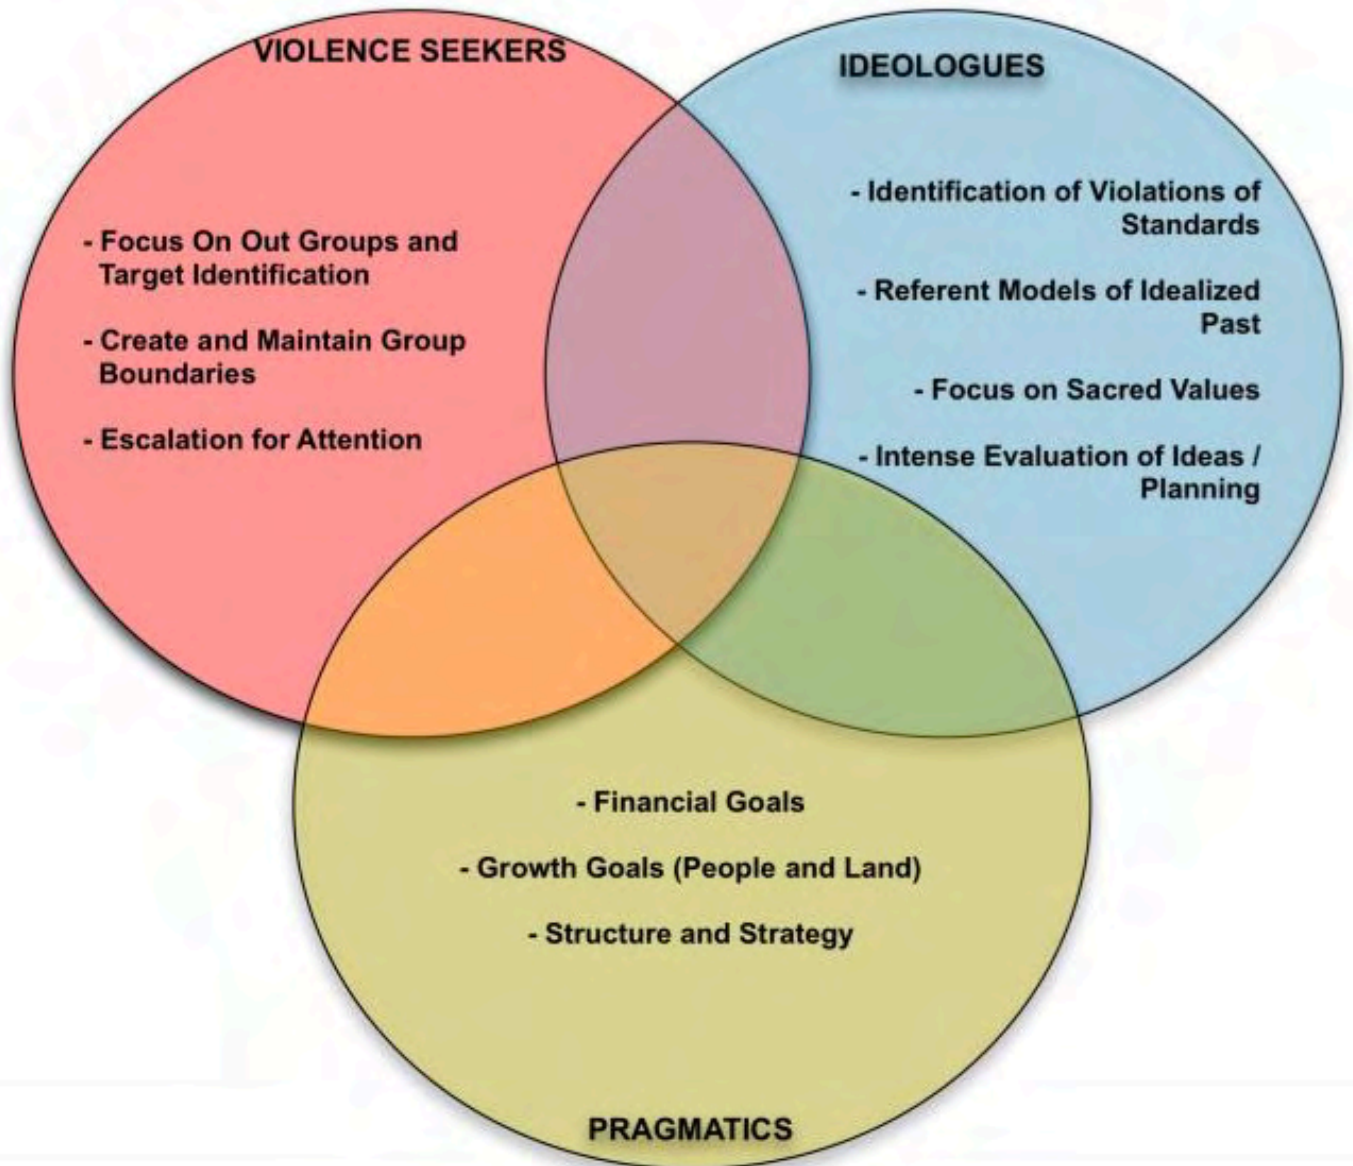 VIOLENCE SEEKERS
- Focus On Out Groups and
Target Identification
- Create and Maintain Group
Boundaries
- Escalation for Attention
IDEOLOGUES
- Identification of Violations of
Standards
- Referent Models of Idealized
Past
- Focus on Sacred Values
- Intense Evaluation of Ideas /
Planning
- Financial Goals
- Growth Goals (People and Land)
- Structure and Strategy
PRAGMATICS